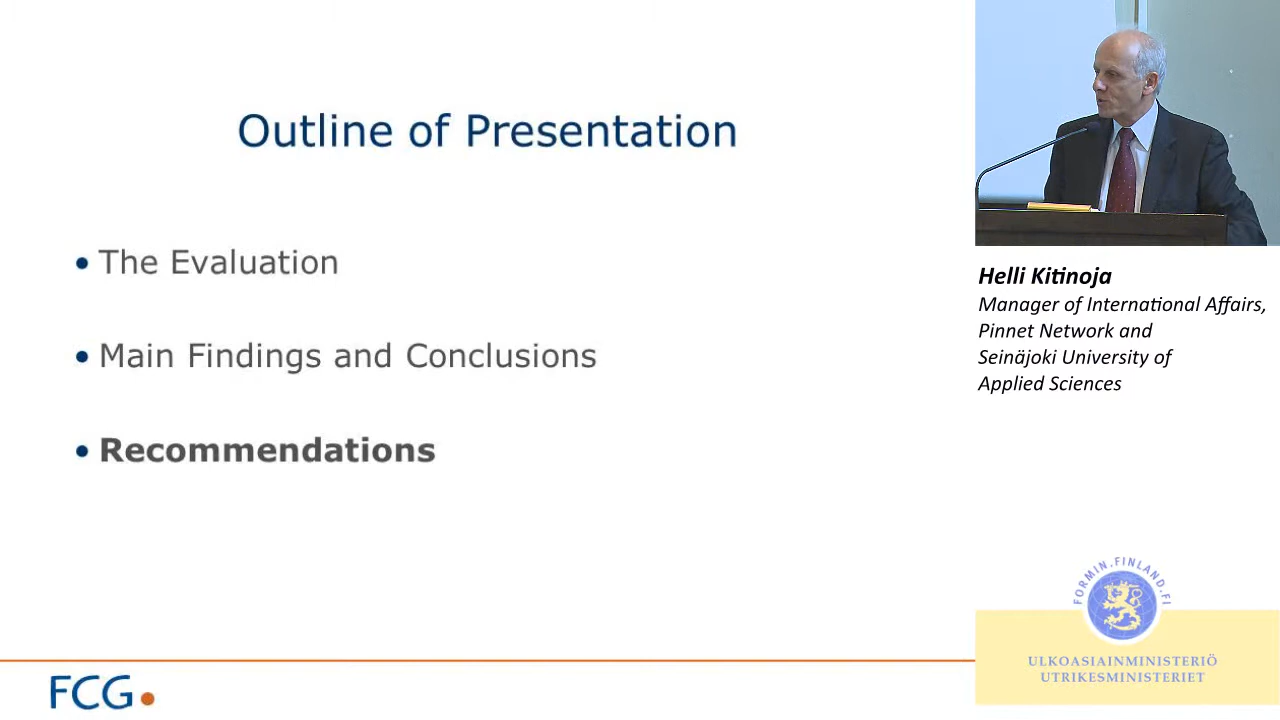 Outline of Presentation
• The Evaluation
• Main Findings and Conclusions
• Recommendations
FCG
Helli Kitinoja
Manager of International Affairs,
Pinnet Network and
Seinäjoki University of
Applied Sciences
FORMIN.FINLAND.FI
ULKOASIAINMINISTERIÖ
UTRIKESMINISTERIET